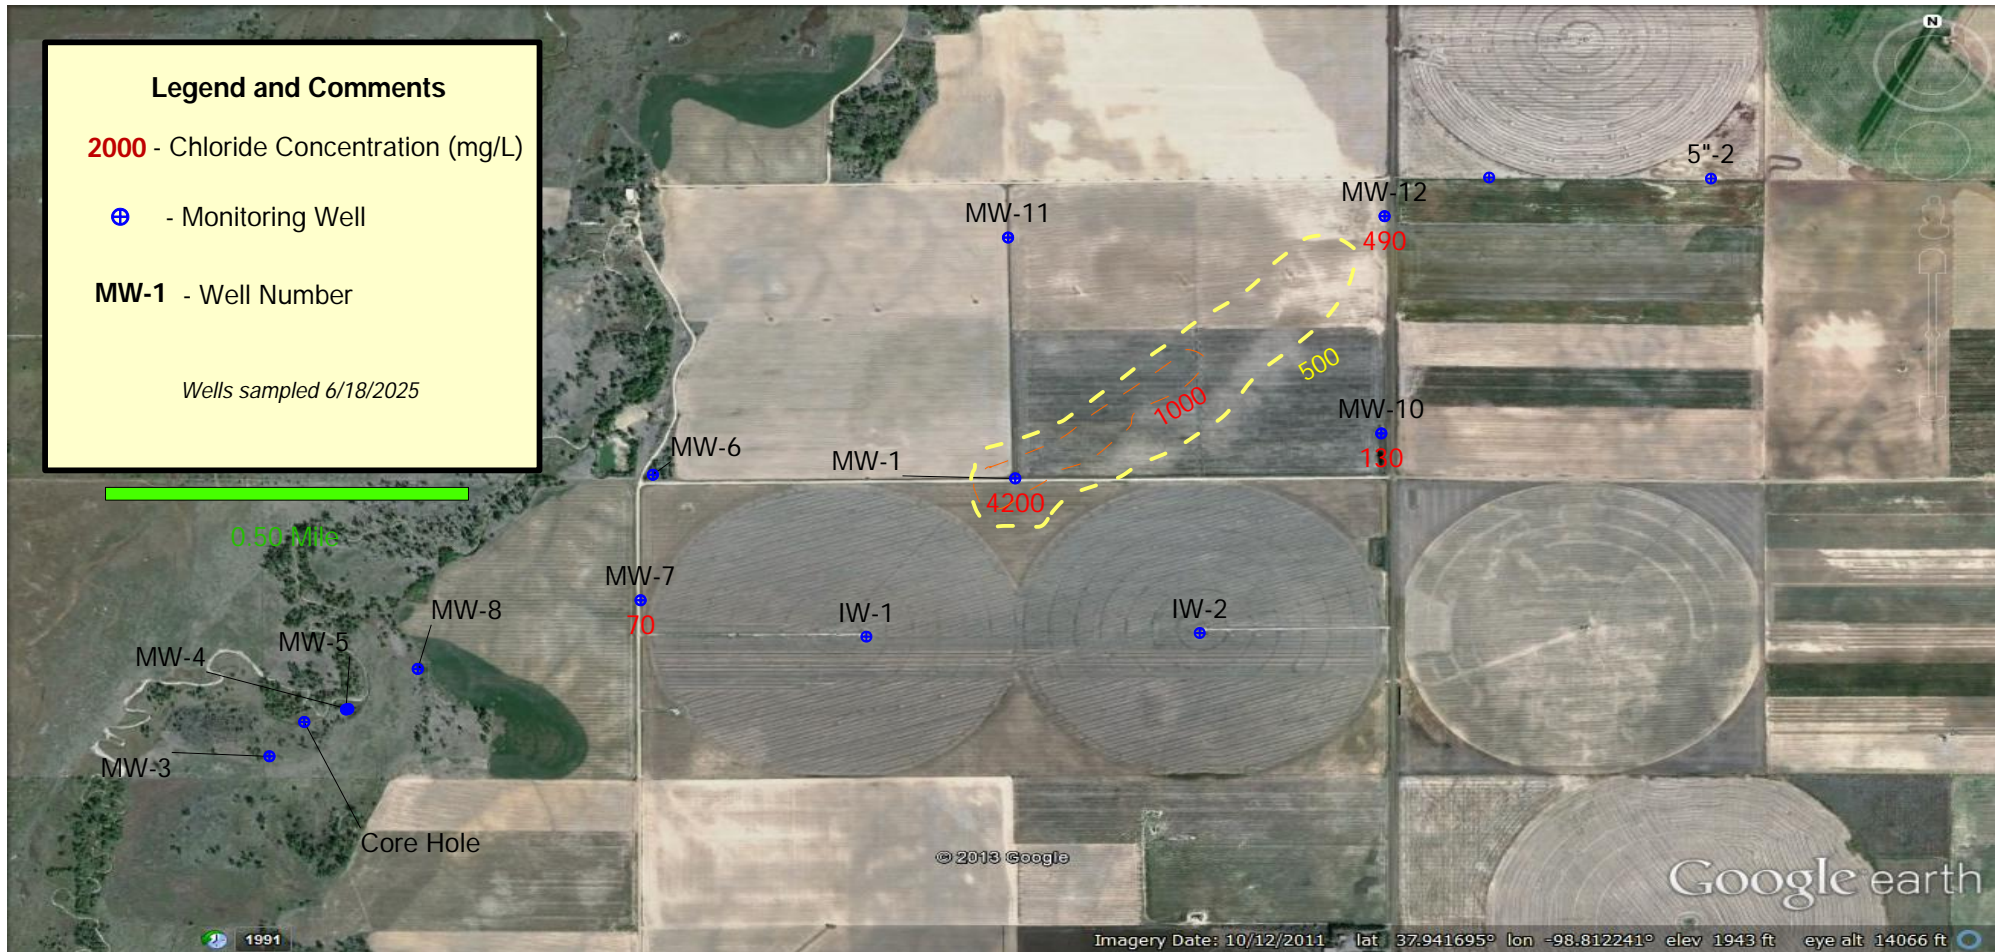 Legend and Comments
2000 - Chloride Concentration (mg/L)
- Monitoring Well
MW-1 - Well Number
Wells sampled 6/18/2025
0.50 Mile
N
5"-2
MW-12
490
MW-11
500
1000
MW-10
130
MW-6
MW-1
4200
MW-7
70
IW-1
IW-2
MW-8
MW-5
MW-4
MW-3
Core Hole
© 2013 Google
Google earth
1991
Imagery Date: 10/12/2011 lat 37.941695° lon -98.812241° elev 1943 ft eye alt 14066 ft